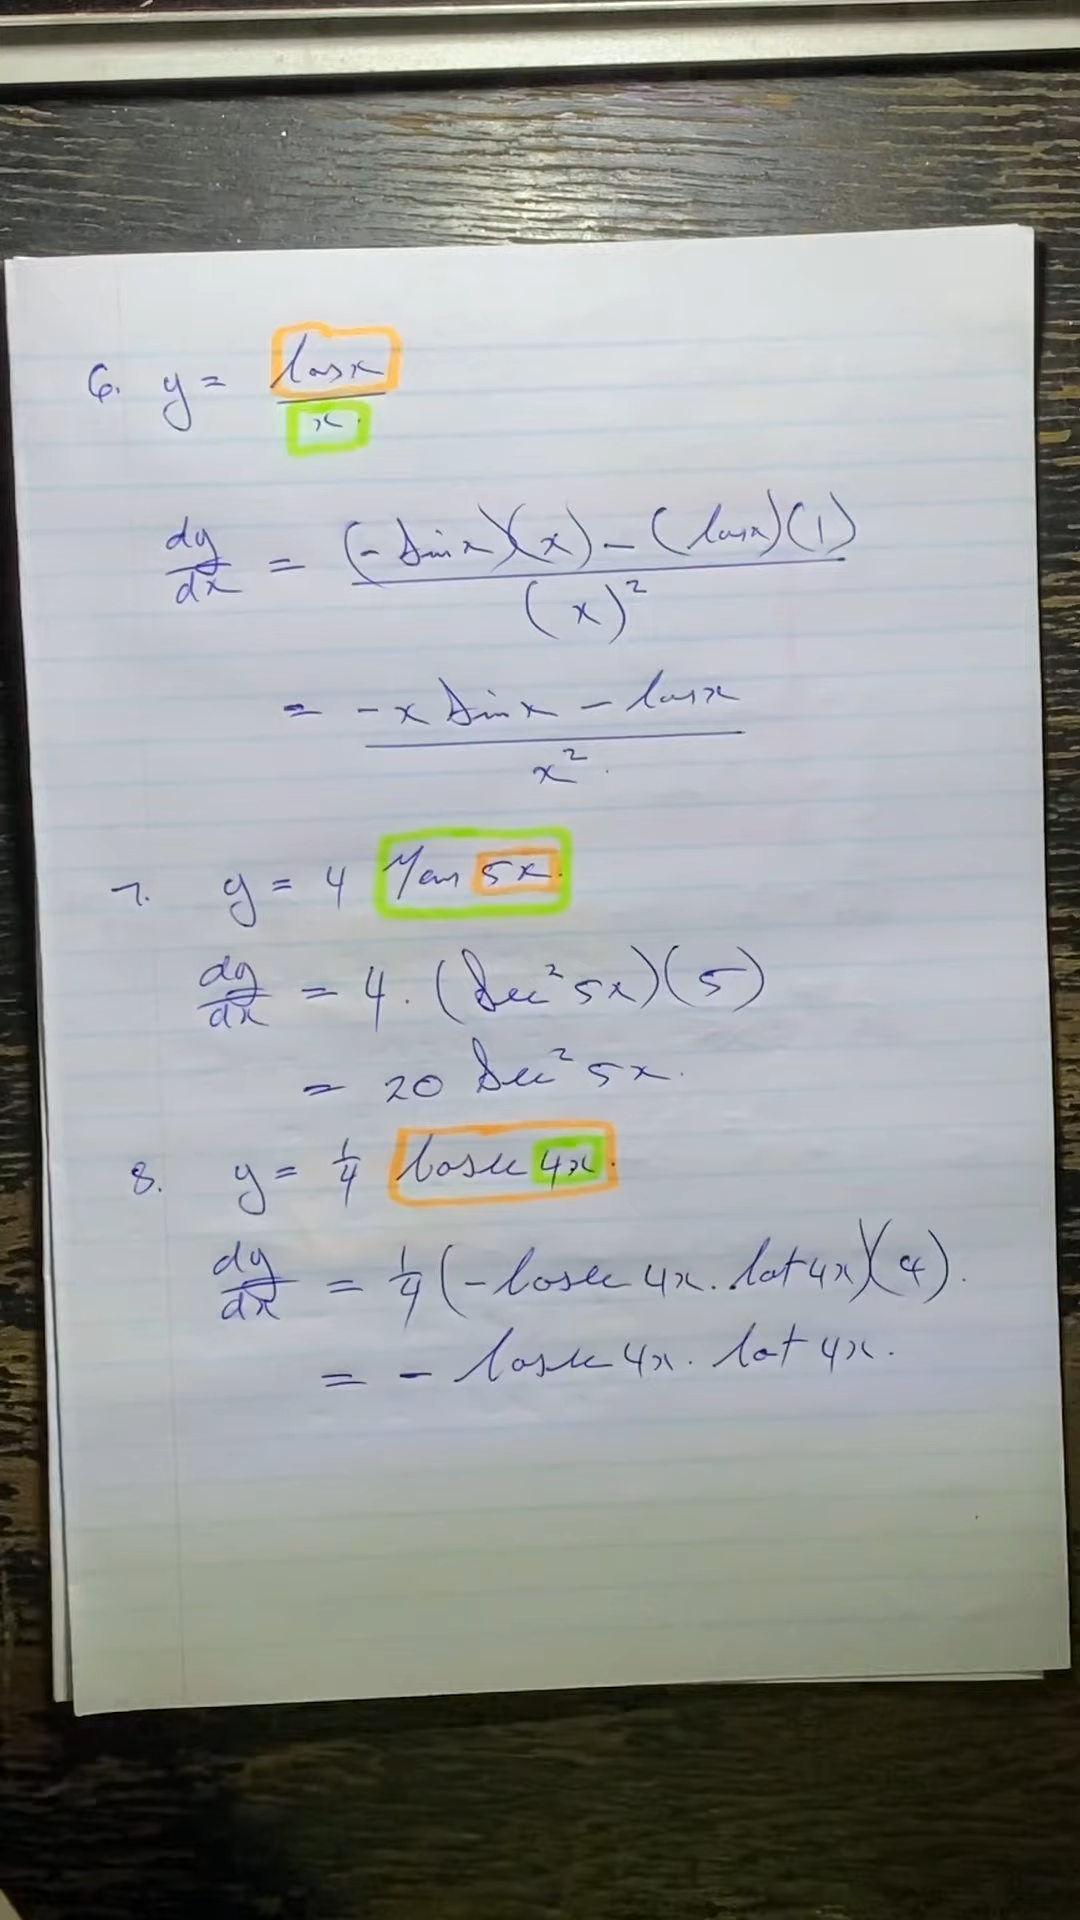 6. y = Cos x / x
dy/dx = (-Sin x)(x) - (Cos x)(1) / (x)²
= -x Sin x - Cos x / x².
7. y = 4 Tan 5x.
dy/dx = 4 . (Sec² 5x)(5)
= 20 Sec² 5x.
8. y = 1/4 Cosec 4x.
dy/dx = 1/4 (-Cosec 4x . Cot 4x)(4).
= - Cosec 4x . Cot 4x.